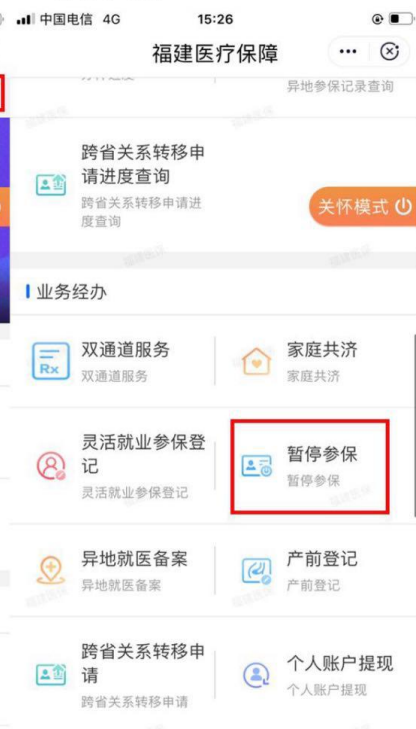 中国电信 4G 15:26
福建医疗保障
异地参保记录查询
跨省关系转移申
请进度查询
跨省关系转移申请进
度查询
关怀模式
业务经办
双通道服务
双通道服务
家庭共济
家庭共济
Rx
灵活就业参保登
记
灵活就业参保登记
暂停参保
暂停参保
异地就医备案
异地就医备案
产前登记
产前登记
跨省关系转移申
请
跨省关系转移申请
个人账户提现
个人账户提现